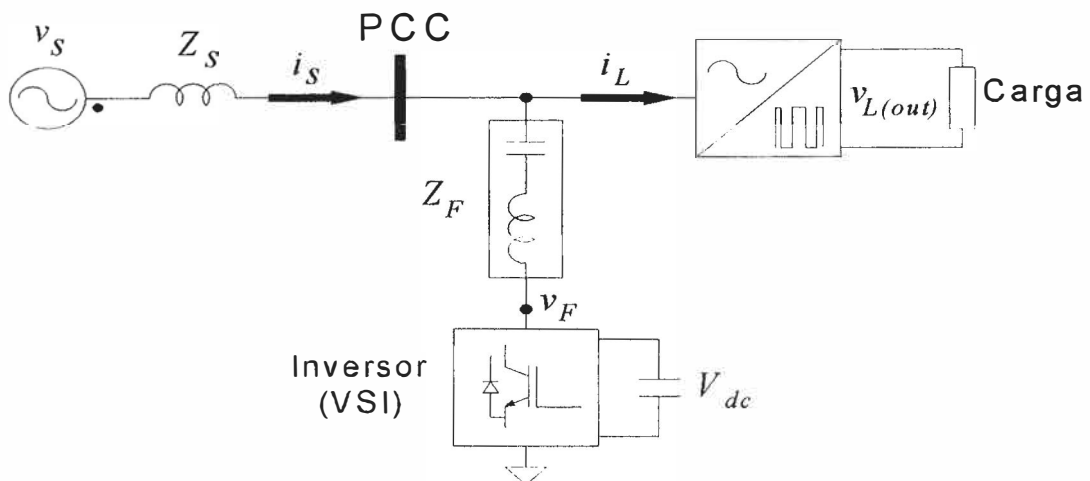 PCC
v_S
Z_S
i_S
i_L
v_L(out)
Carga
Z_F
v_F
Inversor
(VSI)
V_dc